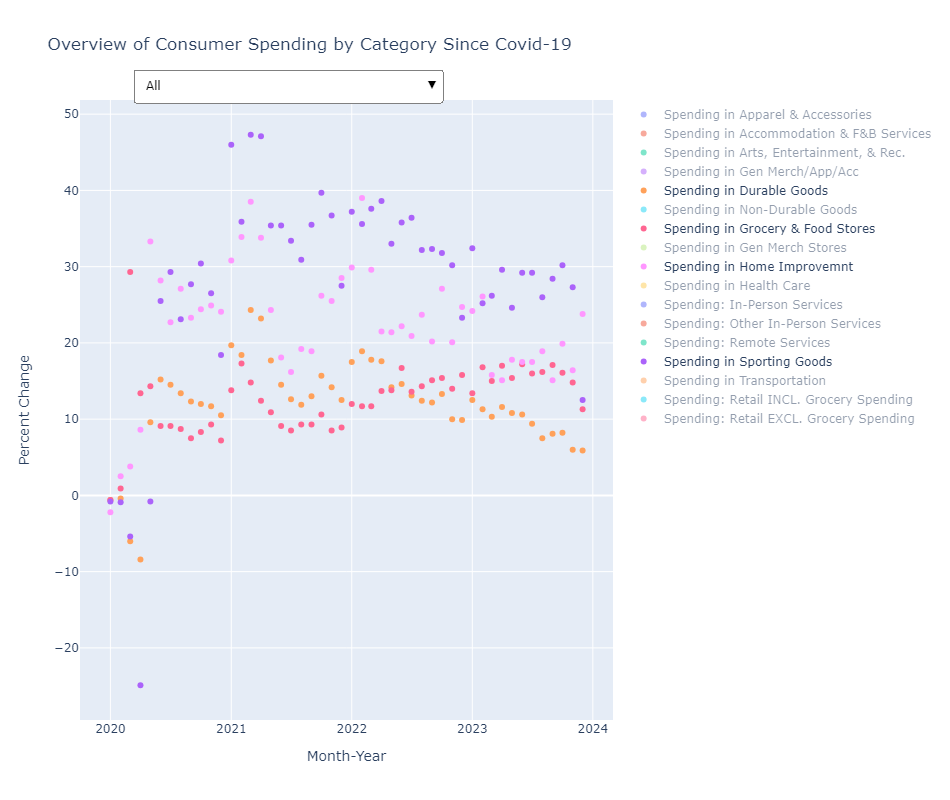 Overview of Consumer Spending by Category Since Covid-19
All ▼
50
40
30
20
10
0
−10
−20
Percent Change
2020 2021 2022 2023 2024
Month-Year
Spending in Apparel & Accessories
Spending in Accommodation & F&B Services
Spending in Arts, Entertainment, & Rec.
Spending in Gen Merch/App/Acc
Spending in Durable Goods
Spending in Non-Durable Goods
Spending in Grocery & Food Stores
Spending in Gen Merch Stores
Spending in Home Improvemnt
Spending in Health Care
Spending: In-Person Services
Spending: Other In-Person Services
Spending: Remote Services
Spending in Sporting Goods
Spending in Transportation
Spending: Retail INCL. Grocery Spending
Spending: Retail EXCL. Grocery Spending